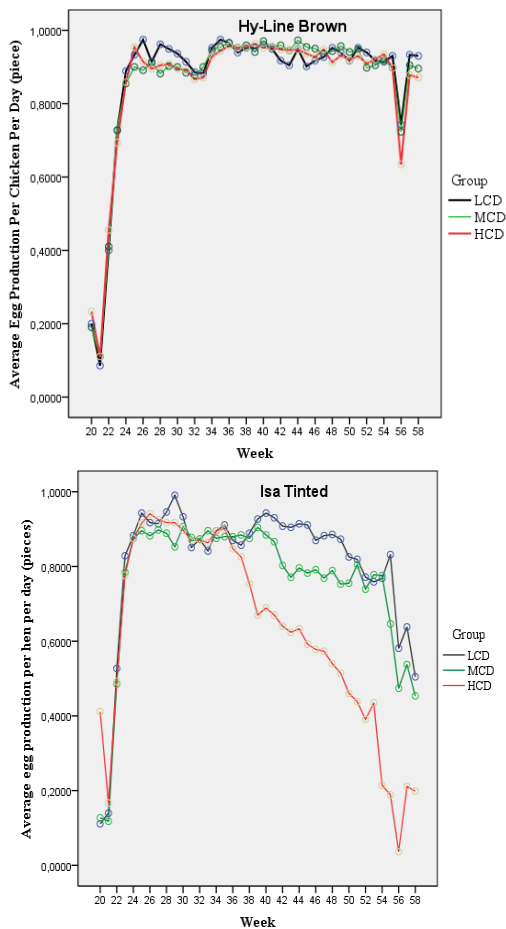 Hy-Line Brown
Average Egg Production Per Chicken Per Day (piece)
1,0000
0,8000
0,6000
0,4000
0,2000
0,0000
20 22 24 26 28 30 32 34 36 38 40 42 44 46 48 50 52 54 56 58
Week
Group
LCD
MCD
HCD
Isa Tinted
Average egg production per hen per day (pieces)
1,0000
0,8000
0,6000
0,4000
0,2000
0,0000
20 22 24 26 28 30 32 34 36 38 40 42 44 46 48 50 52 54 56 58
Week
Group
LCD
MCD
HCD